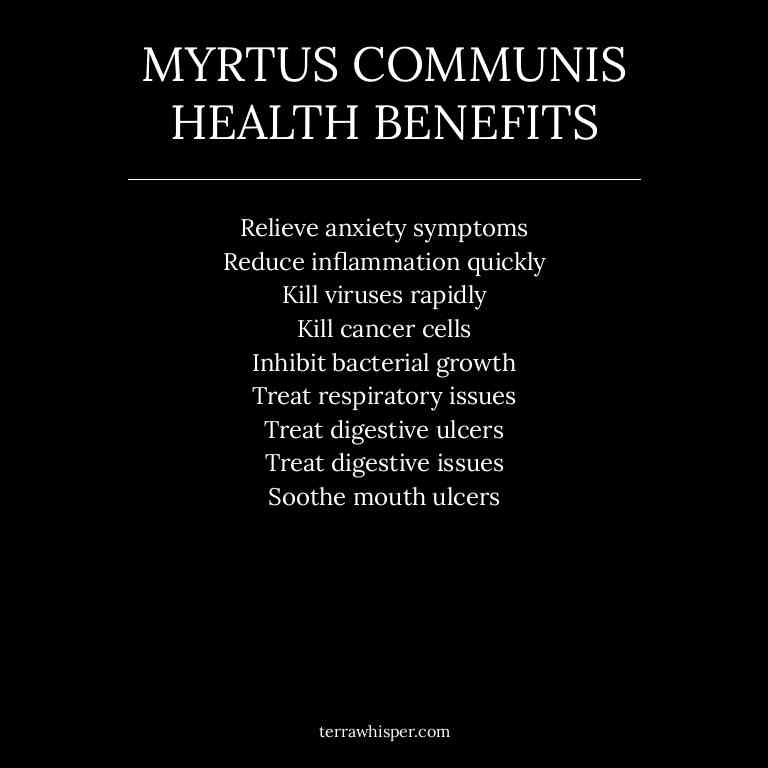 MYRTUS COMMUNIS
HEALTH BENEFITS
Relieve anxiety symptoms
Reduce inflammation quickly
Kill viruses rapidly
Kill cancer cells
Inhibit bacterial growth
Treat respiratory issues
Treat digestive ulcers
Treat digestive issues
Soothe mouth ulcers
terrawhisper.com